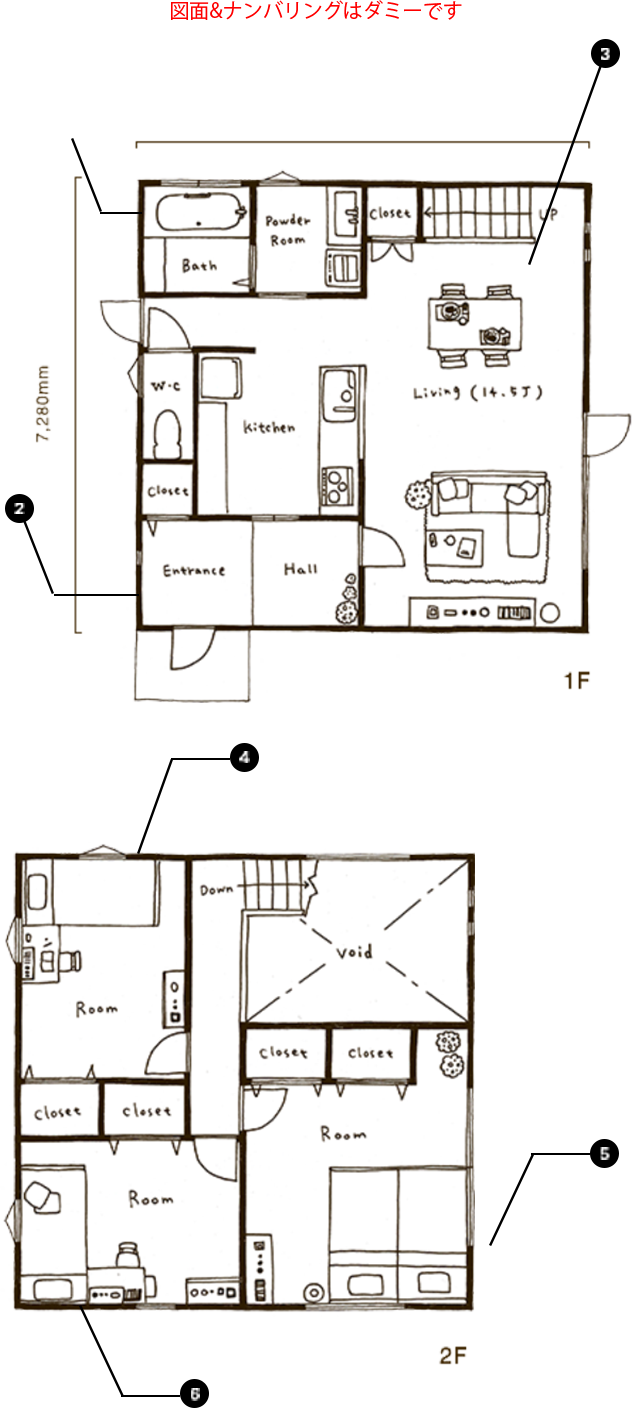 図面&ナンバリングはダミーです
3
Powder
Room
Closet
UP
Bath
7,280mm
W·C
Living (14.5J)
Kitchen
Closet
2
Entrance
Hall
1F
4
Down
void
Room
Closet
Closet
Closet
Closet
Room
5
Room
2F
6